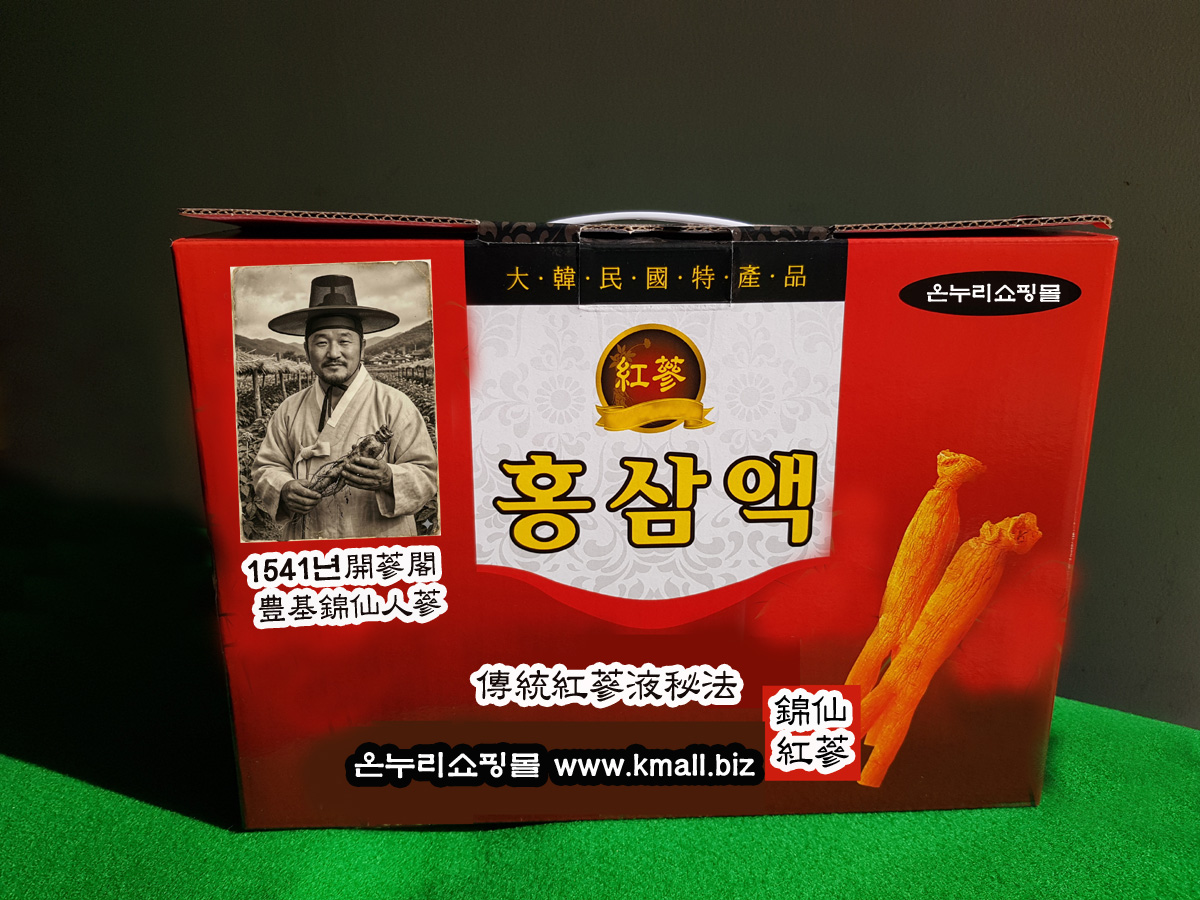 大·韓·民·國·特·產·品
온누리쇼핑몰
紅蔘
홍삼액
1541년開蔘閣
豊基錦仙人蔘
傳統紅蔘液秘法
錦仙
紅蔘
온누리쇼핑몰 www.kmall.biz